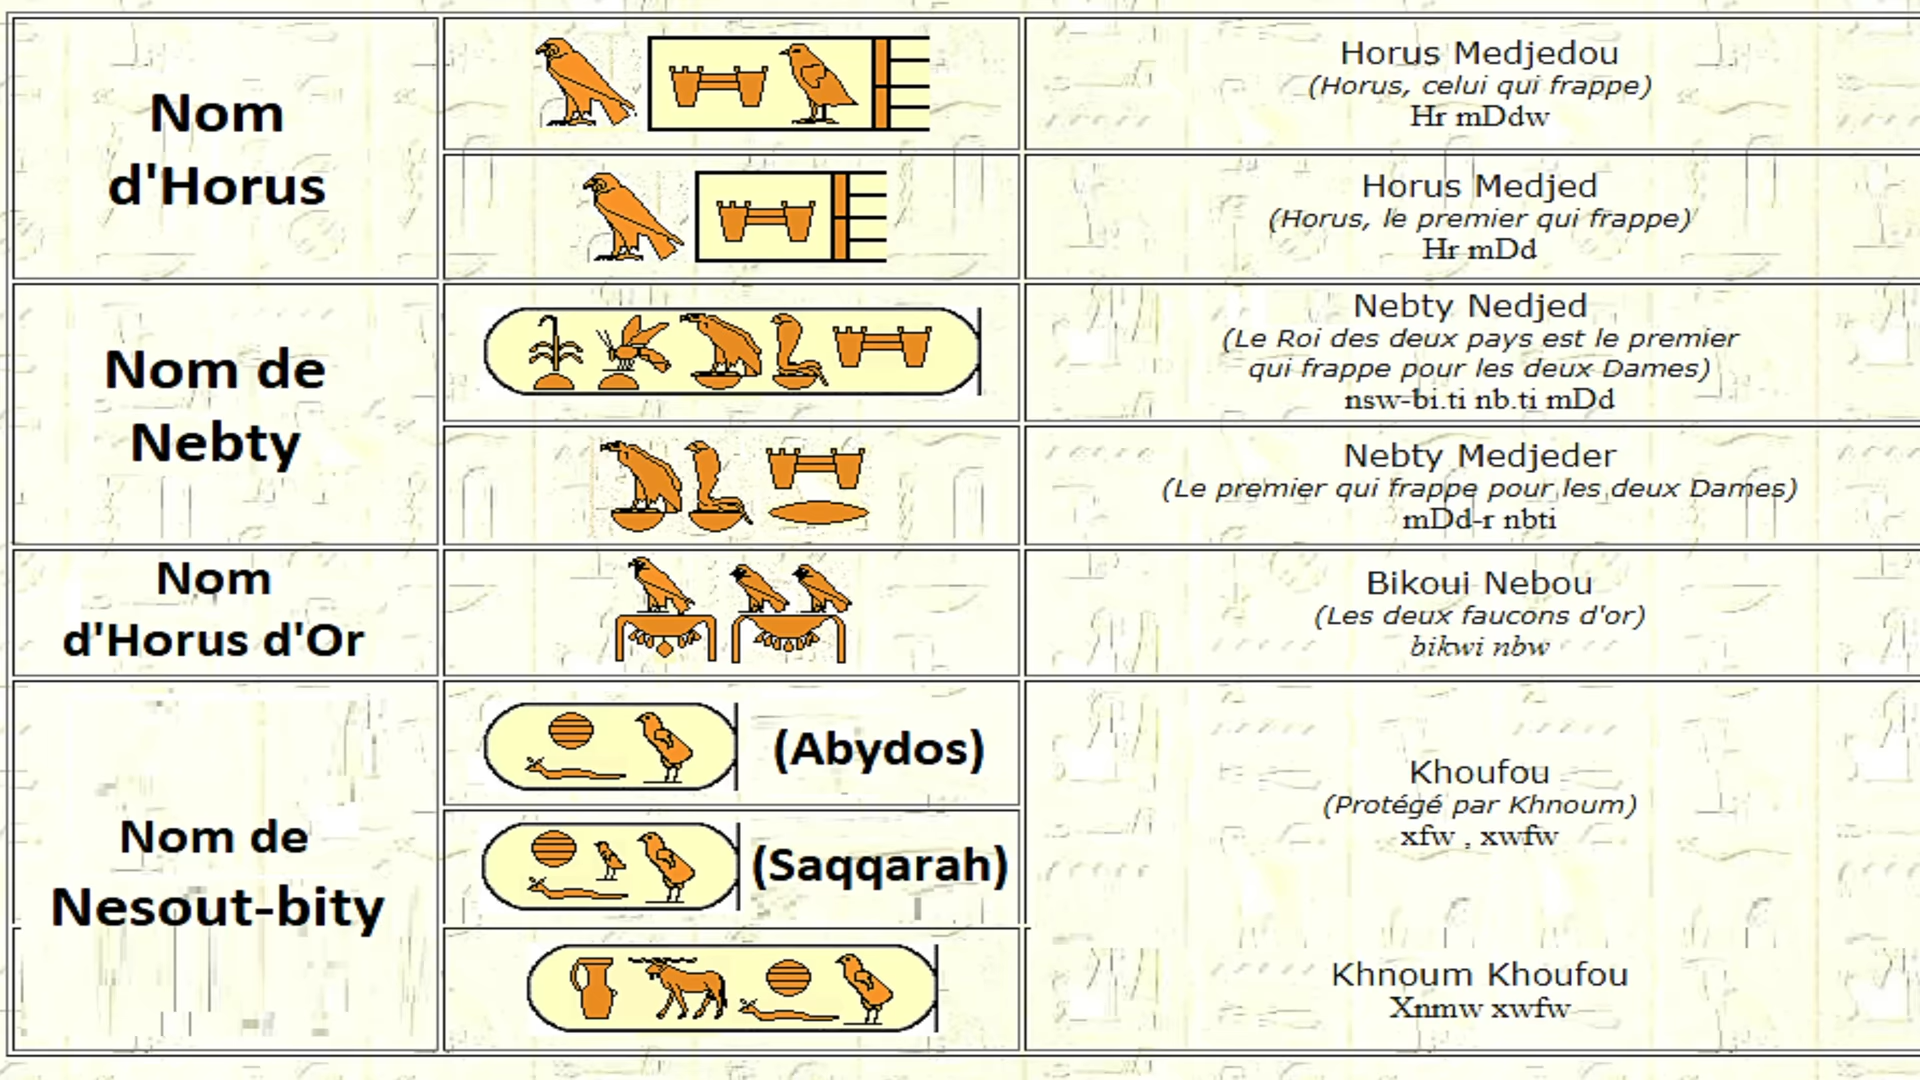 Nom
d'Horus
Horus Medjedou
(Horus, celui qui frappe)
Hr mDdw
Horus Medjed
(Horus, le premier qui frappe)
Hr mDd
Nom de
Nebty
Nebty Nedjed
(Le Roi des deux pays est le premier
qui frappe pour les deux Dames)
nsw-bi.ti nb.ti mDd
Nebty Medjeder
(Le premier qui frappe pour les deux Dames)
mDd-r nbti
Nom
d'Horus d'Or
Bikoui Nebou
(Les deux faucons d'or)
bikwi nbw
Nom de
Nesout-bity
(Abydos)
(Saqqarah)
Khoufou
(Protégé par Khnoum)
xfw , xwfw
Khnoum Khoufou
Xnmw xwfw